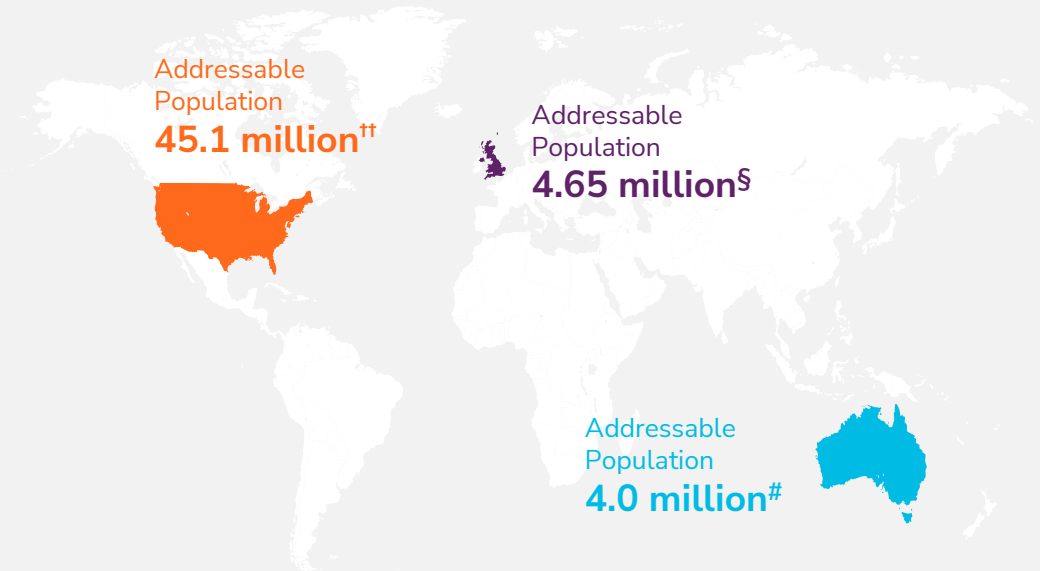 Addressable
Population
45.1 million††
Addressable
Population
4.65 million§
Addressable
Population
4.0 million#